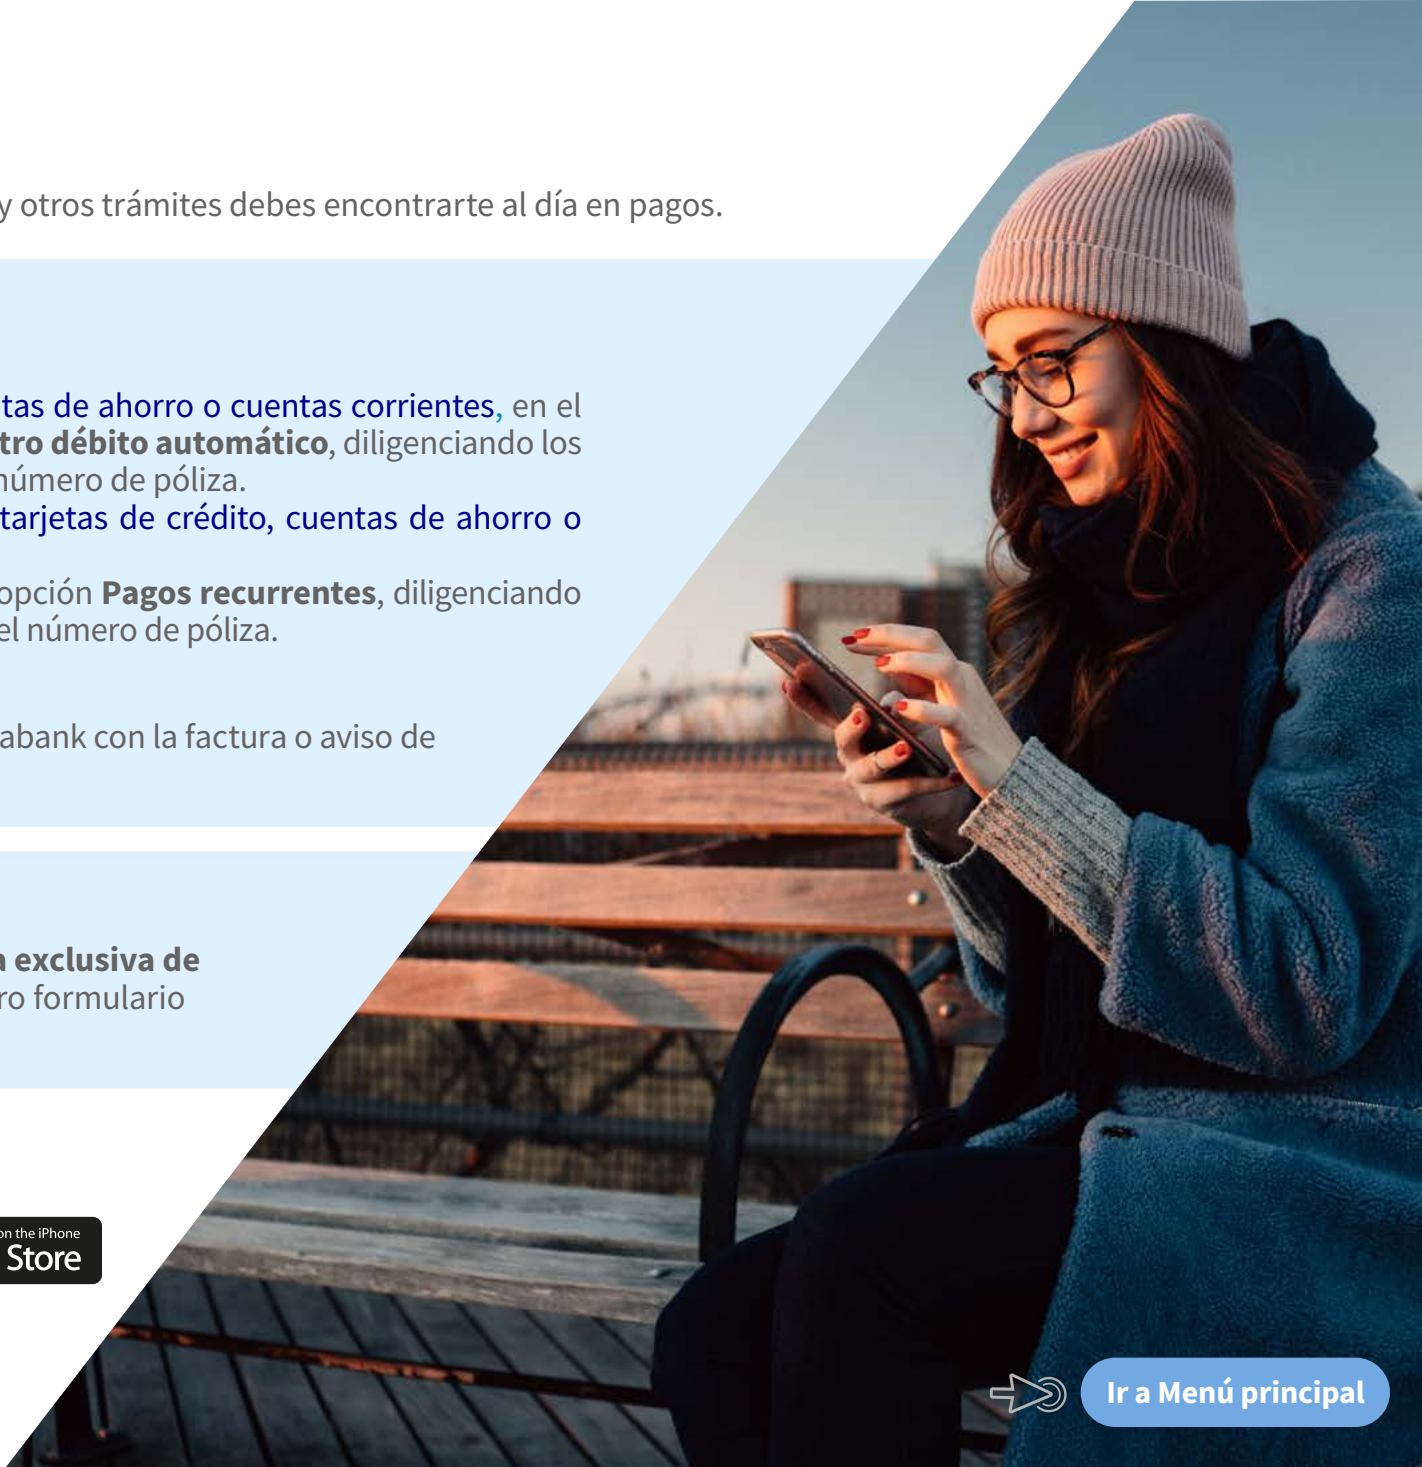 y otros trámites debes encontrarte al día en pagos.
tas de ahorro o cuentas corrientes, en el
tro débito automático, diligenciando los
número de póliza.
tarjetas de crédito, cuentas de ahorro o
opción Pagos recurrentes, diligenciando
el número de póliza.
abank con la factura o aviso de
a exclusiva de
ro formulario
on the iPhone
Store
Ir a Menú principal